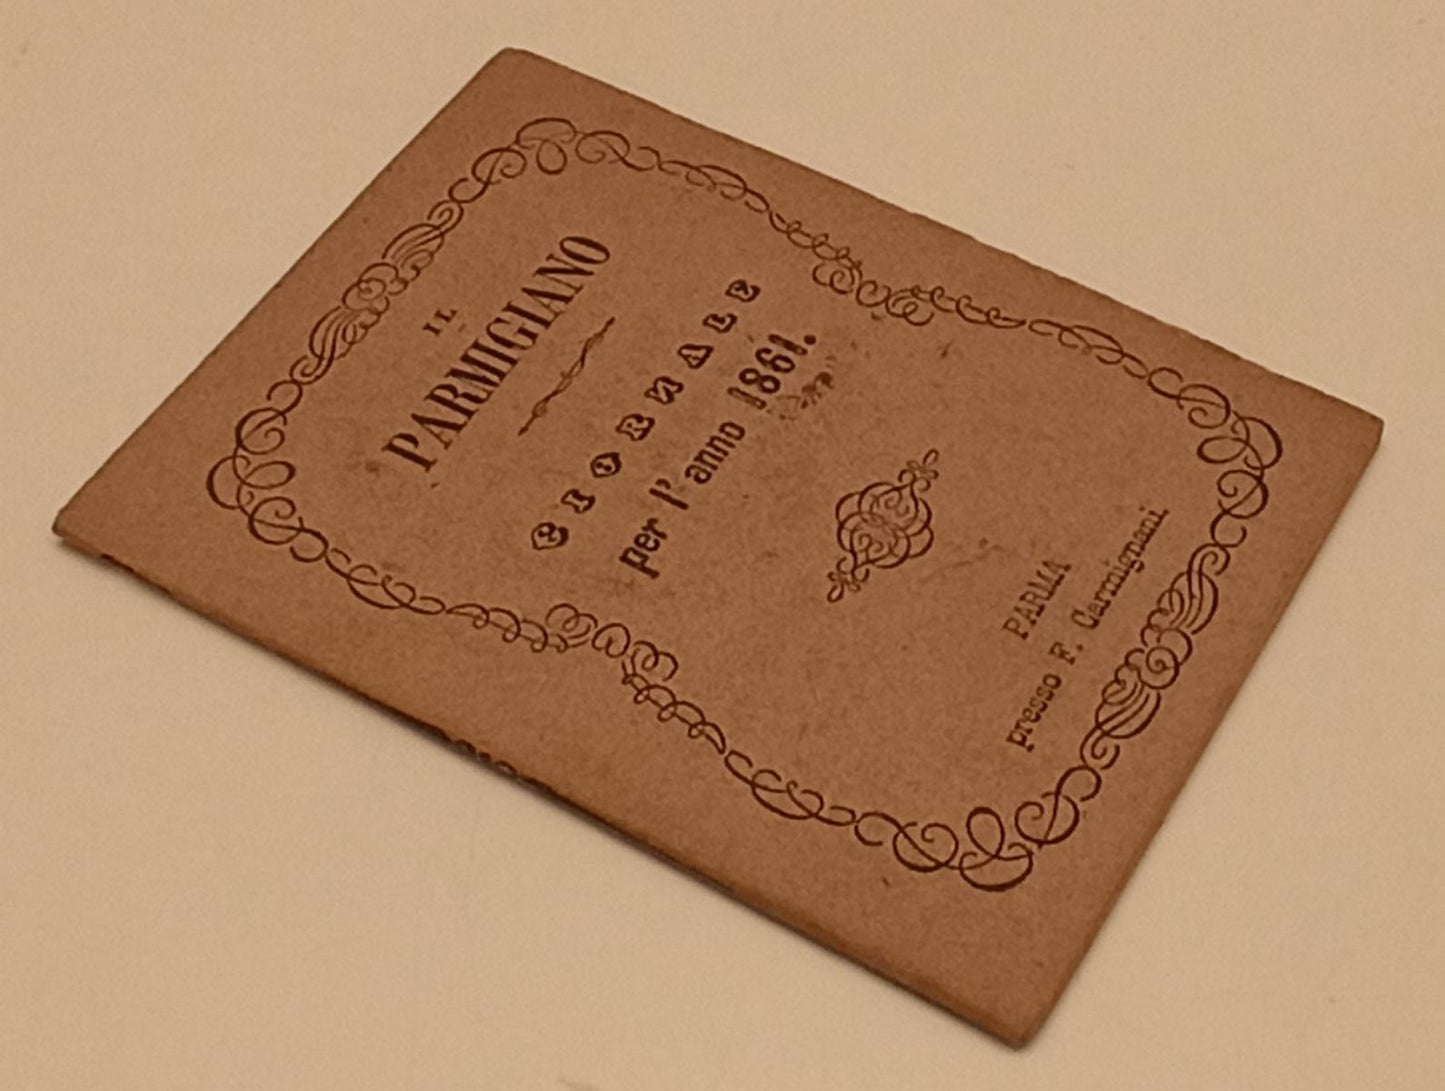 IL
PARMIGIANO
GIORNALE
per l' anno 1861.
PARMA
presso F. Carmignani